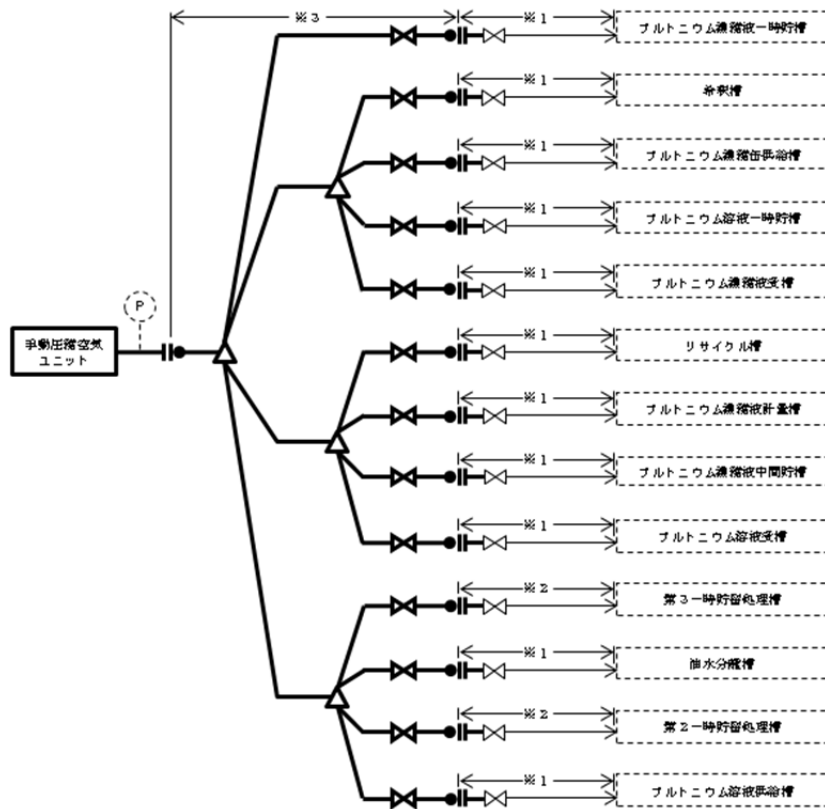 ※3
※1
プルトニウム濃縮液一時貯槽
※1
希釈槽
※1
プルトニウム濃縮缶供給槽
※1
プルトニウム溶液一時貯槽
※1
プルトニウム濃縮液受槽
P
手動圧縮空気
ユニット
※1
リサイクル槽
※1
プルトニウム濃縮液計量槽
※1
プルトニウム濃縮液中間貯槽
※1
プルトニウム溶液受槽
※2
第3一時貯留処理槽
※1
油水分離槽
※2
第2一時貯留処理槽
※1
プルトニウム溶液供給槽